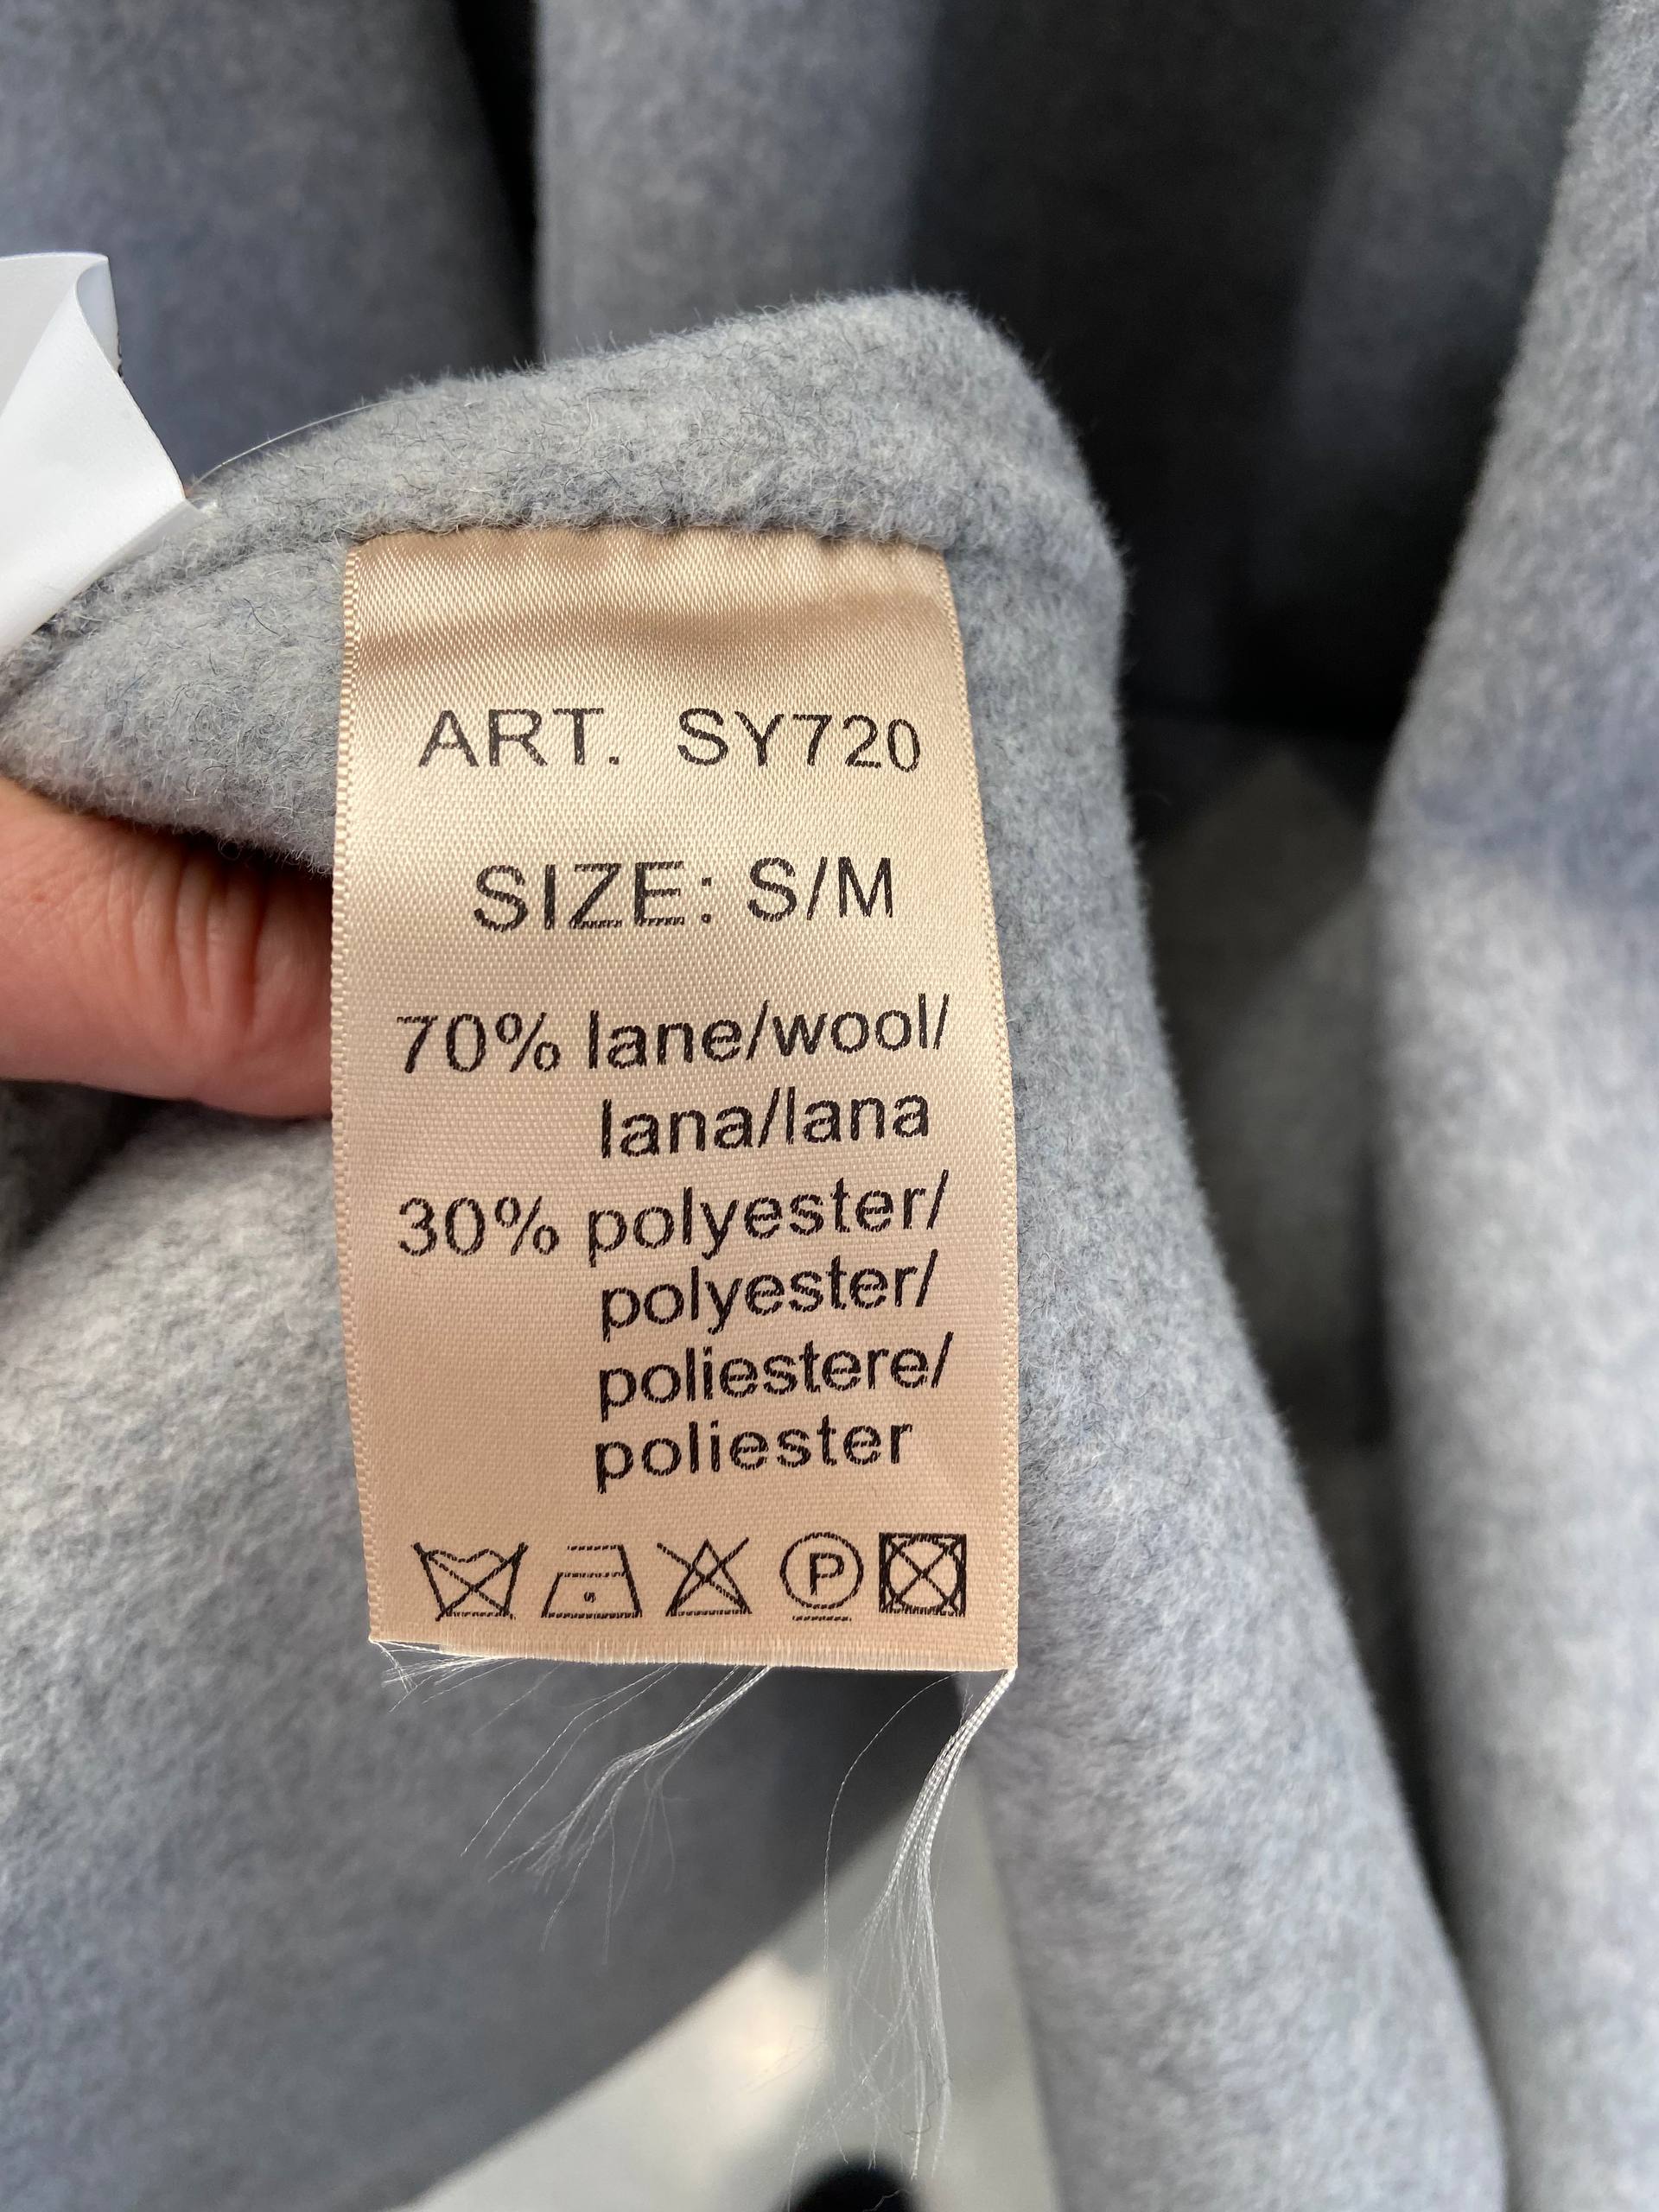 ART. SY720
SIZE: S/M
70% lane/wool/
lana/lana
30% polyester/
polyester/
poliestere/
poliester
P